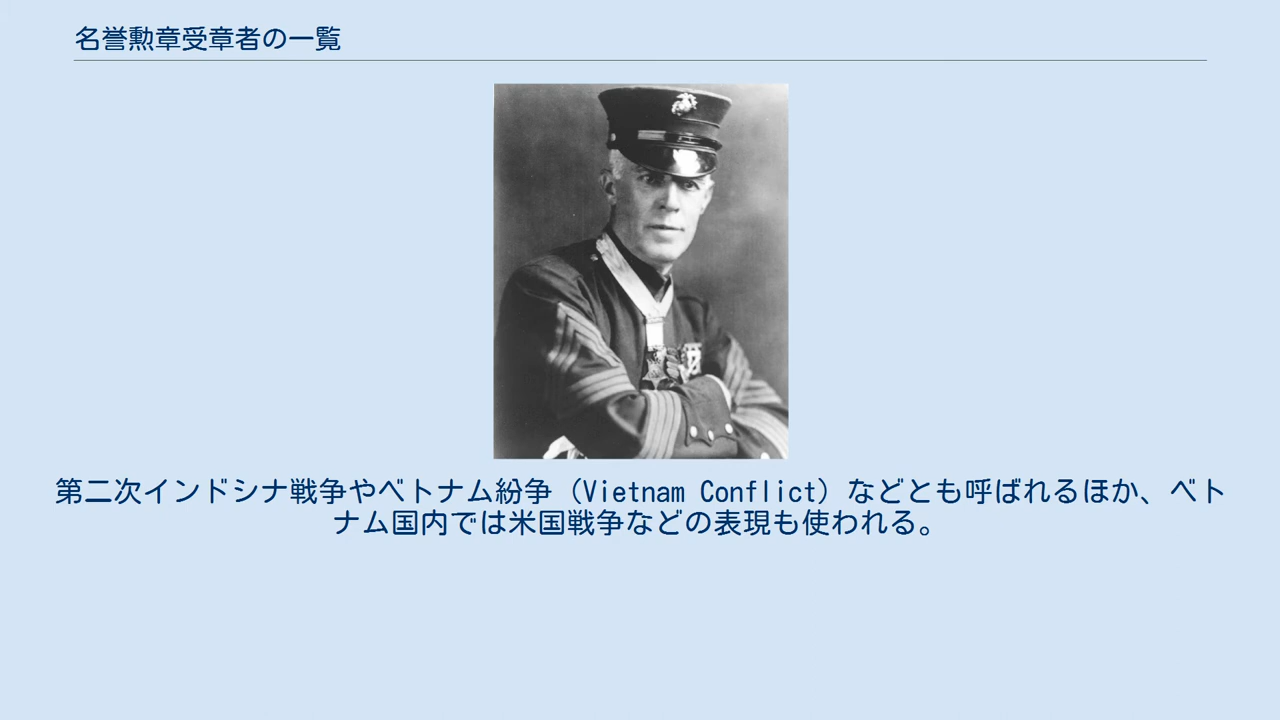 名誉勲章受章者の一覧
第二次インドシナ戦争やベトナム紛争（Vietnam Conflict）などとも呼ばれるほか、ベト
ナム国内では米国戦争などの表現も使われる。